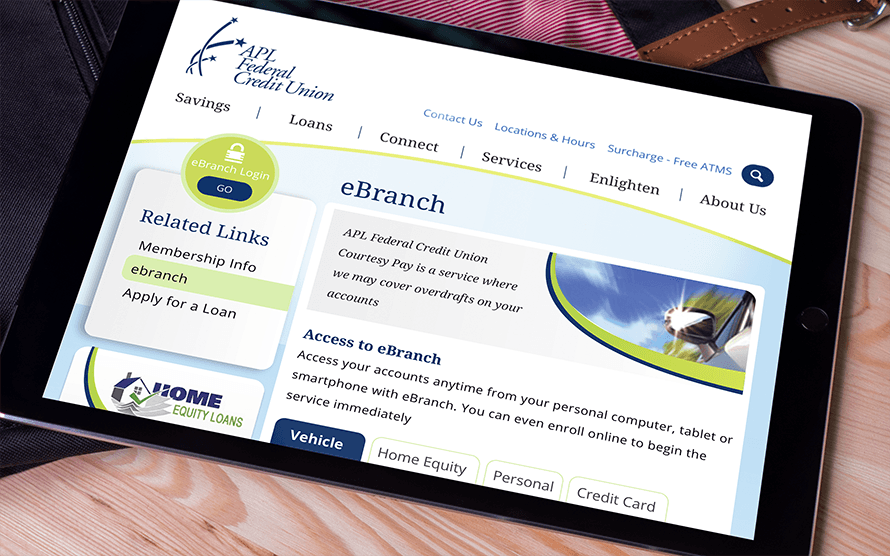 APL
Federal
Credit Union
Contact Us Locations & Hours Surcharge - Free ATMS
Savings | Loans | Connect | Services | Enlighten | About Us
eBranch Login
GO
Related Links
Membership Info
ebranch
Apply for a Loan
HOME
EQUITY LOANS
eBranch
APL Federal Credit Union
Courtesy Pay is a service where
we may cover overdrafts on your
accounts
Access to eBranch
Access your accounts anytime from your personal computer, tablet or
smartphone with eBranch. You can even enroll online to begin the
service immediately
Vehicle Home Equity Personal Credit Card